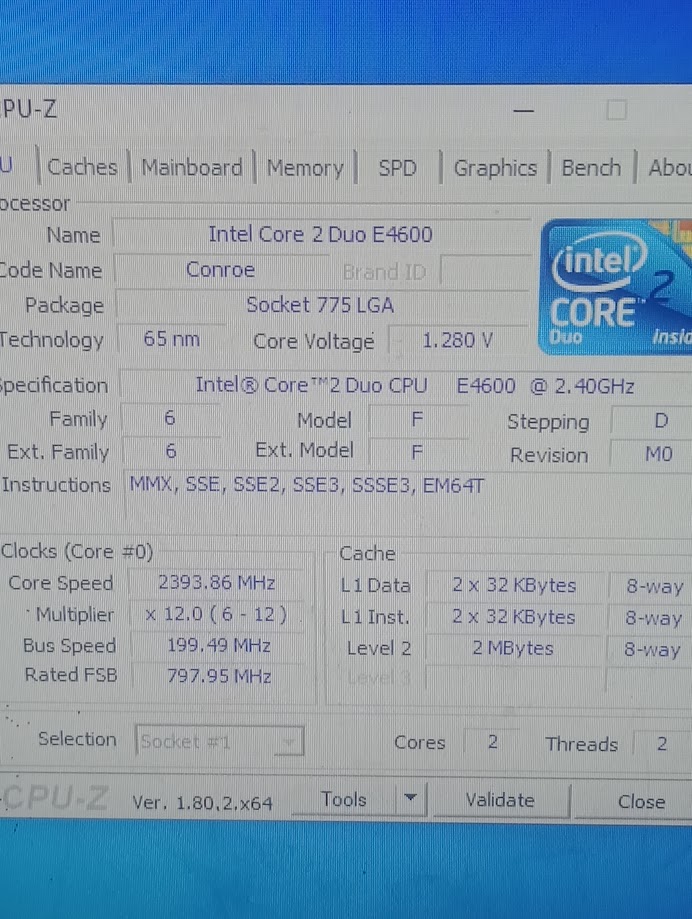 PU-Z
U Caches Mainboard Memory SPD Graphics Bench Abou
ocessor
Name Intel Core 2 Duo E4600
Code Name Conroe Brand ID
Package Socket 775 LGA
Technology 65 nm Core Voltage 1.280 V
intel
CORE™ 2
Duo insid
Specification Intel® Core™2 Duo CPU E4600 @ 2.40GHz
Family 6 Model F Stepping D
Ext. Family 6 Ext. Model F Revision M0
Instructions MMX, SSE, SSE2, SSE3, SSSE3, EM64T
Clocks (Core #0)
Core Speed 2393.86 MHz
Multiplier x 12.0 ( 6 - 12 )
Bus Speed 199.49 MHz
Rated FSB 797.95 MHz
Cache
L1 Data 2 x 32 KBytes 8-way
L1 Inst. 2 x 32 KBytes 8-way
Level 2 2 MBytes 8-way
Level 3
Selection Socket #1 Cores 2 Threads 2
CPU-Z Ver. 1.80.2.x64 Tools Validate Close